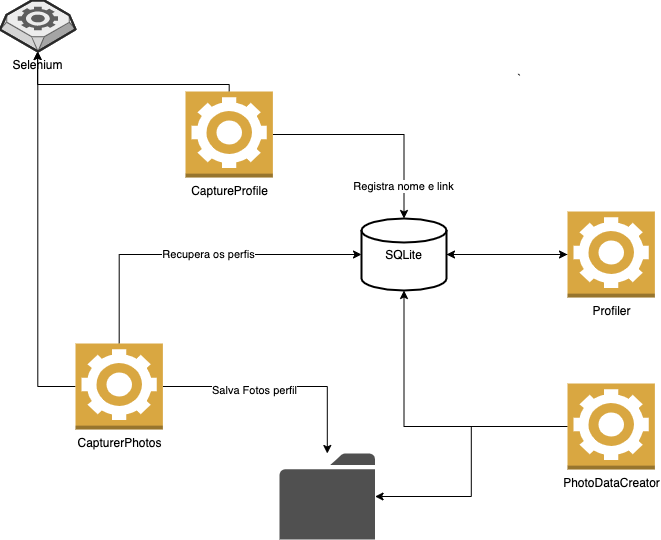 Selenium
CaptureProfile
Registra nome e link
Recupera os perfis
SQLite
Profiler
Salva Fotos perfil
CapturerPhotos
PhotoDataCreator